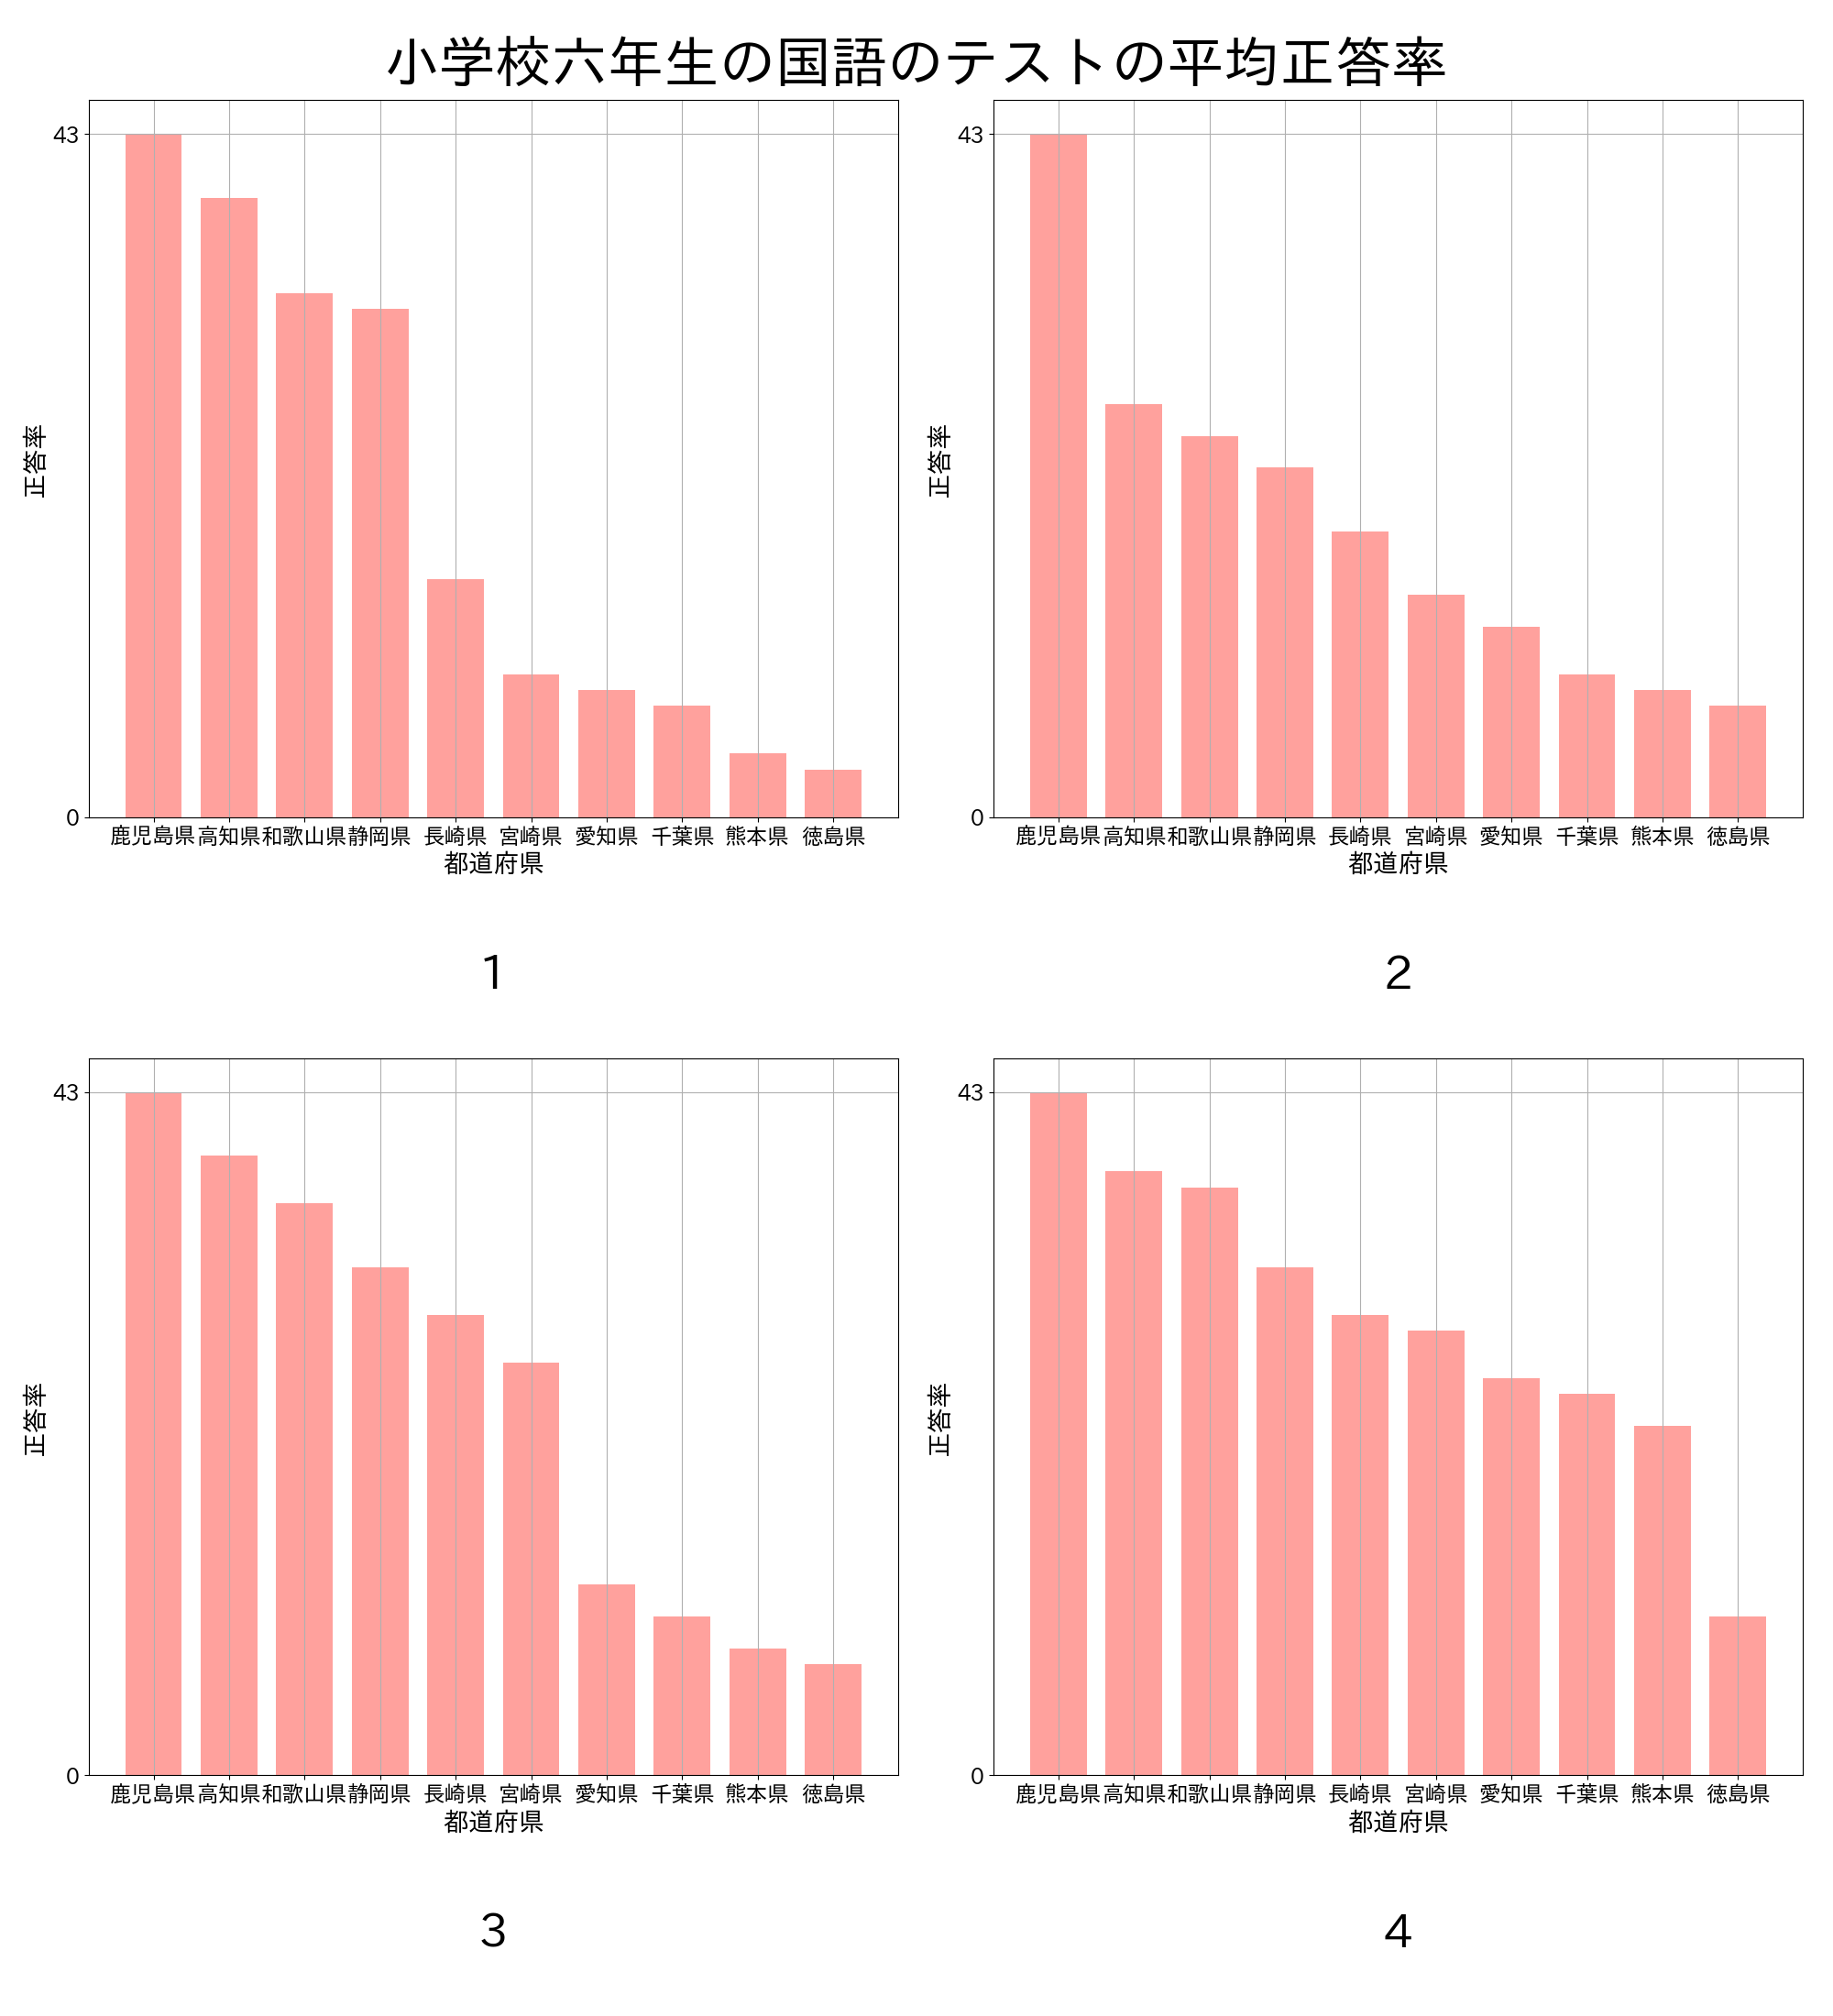 小学校六年生の国語のテストの平均正答率
43
正答率
0
鹿児島県 高知県 和歌山県 静岡県 長崎県 宮崎県 愛知県 千葉県 熊本県 徳島県
都道府県
1
43
正答率
0
鹿児島県 高知県 和歌山県 静岡県 長崎県 宮崎県 愛知県 千葉県 熊本県 徳島県
都道府県
2
43
正答率
0
鹿児島県 高知県 和歌山県 静岡県 長崎県 宮崎県 愛知県 千葉県 熊本県 徳島県
都道府県
3
43
正答率
0
鹿児島県 高知県 和歌山県 静岡県 長崎県 宮崎県 愛知県 千葉県 熊本県 徳島県
都道府県
4